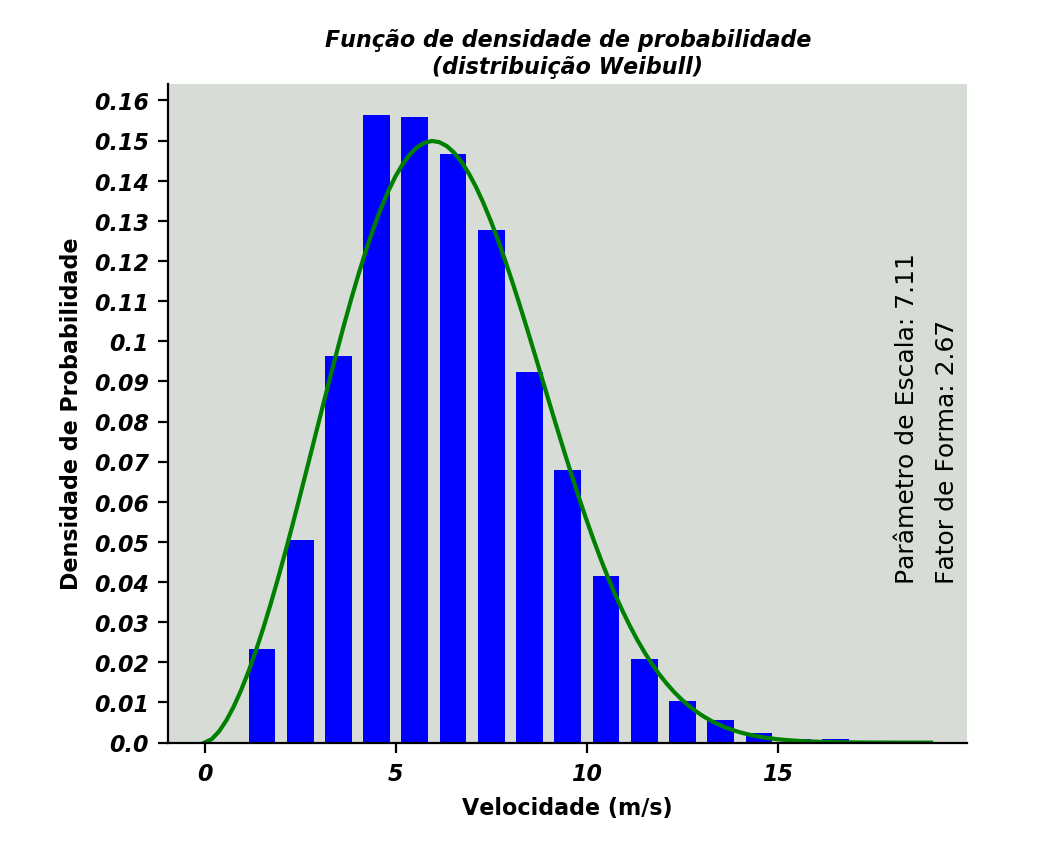 Função de densidade de probabilidade
(distribuição Weibull)
0.16
0.15
0.14
0.13
0.12
0.11
0.1
0.09
0.08
0.07
0.06
0.05
0.04
0.03
0.02
0.01
0.0
Densidade de Probabilidade
Parâmetro de Escala: 7.11
Fator de Forma: 2.67
0 5 10 15
Velocidade (m/s)